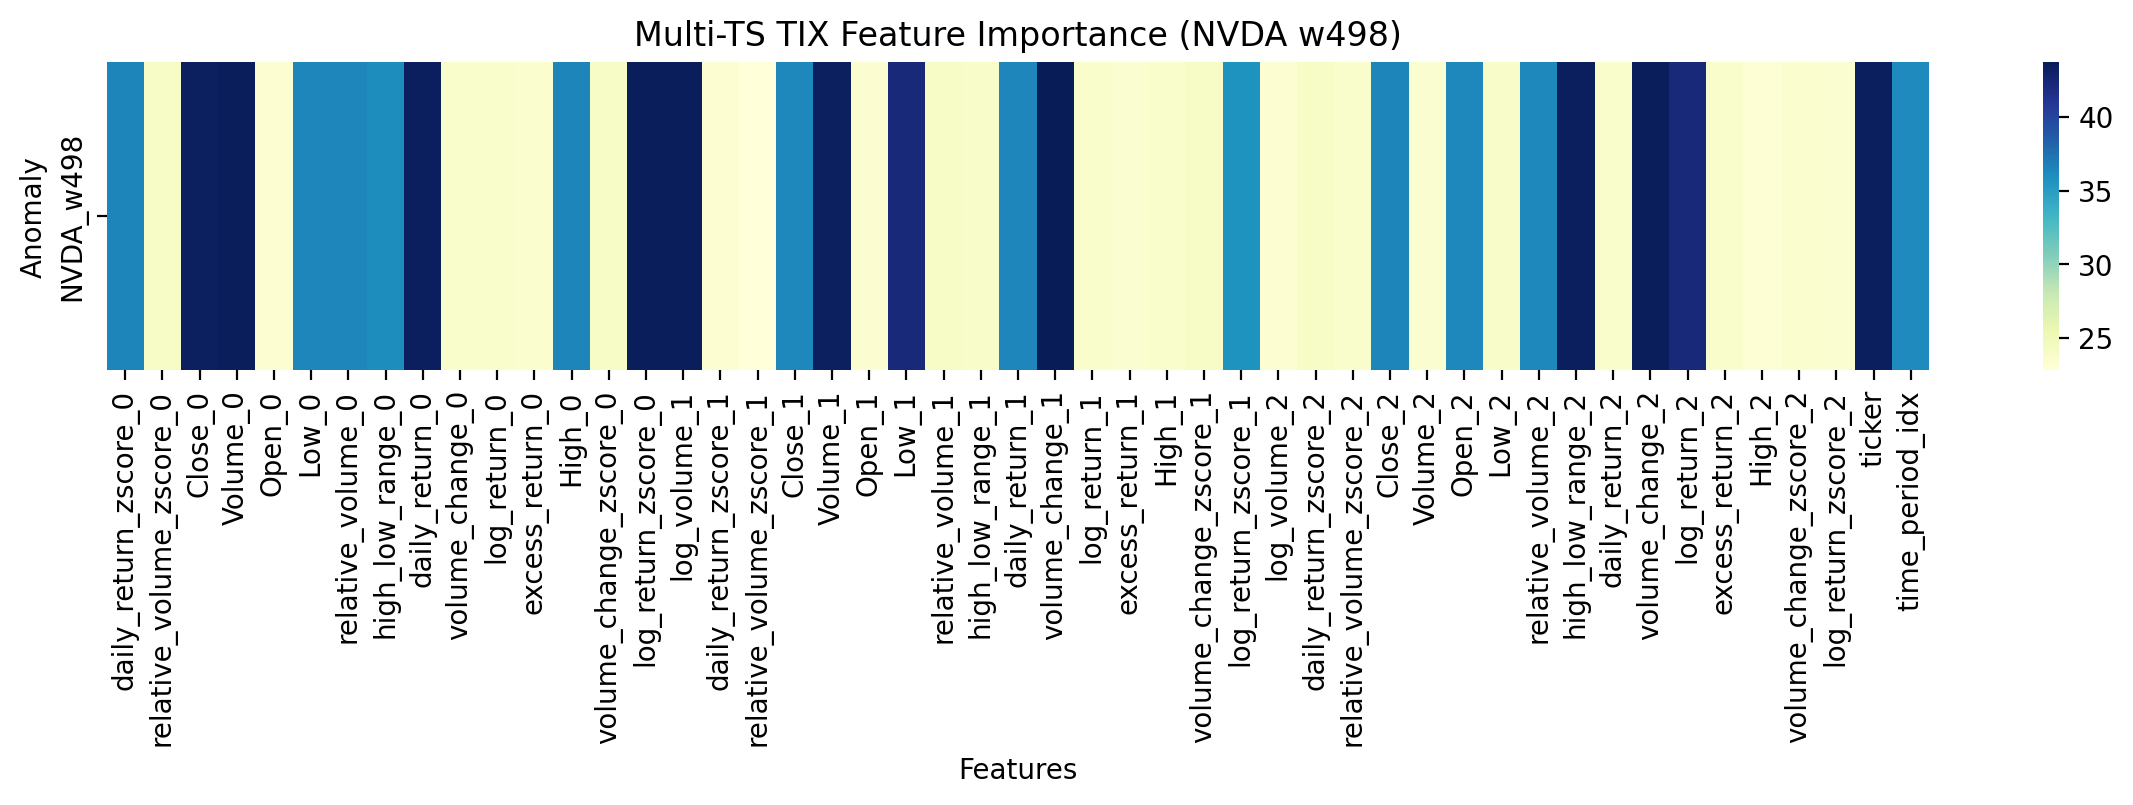 Multi-TS TIX Feature Importance (NVDA w498)
Anomaly
NVDA_w498
40
35
30
25
daily_return_zscore_0
relative_volume_zscore_0
Close_0
Volume_0
Open_0
Low_0
relative_volume_0
high_low_range_0
daily_return_0
volume_change_0
log_return_0
excess_return_0
High_0
volume_change_zscore_0
log_return_zscore_0
log_volume_1
daily_return_zscore_1
relative_volume_zscore_1
Close_1
Volume_1
Open_1
Low_1
relative_volume_1
high_low_range_1
daily_return_1
volume_change_1
log_return_1
excess_return_1
High_1
volume_change_zscore_1
log_return_zscore_1
log_volume_2
daily_return_zscore_2
relative_volume_zscore_2
Close_2
Volume_2
Open_2
Low_2
relative_volume_2
high_low_range_2
daily_return_2
volume_change_2
log_return_2
excess_return_2
High_2
volume_change_zscore_2
log_return_zscore_2
ticker
time_period_idx
Features